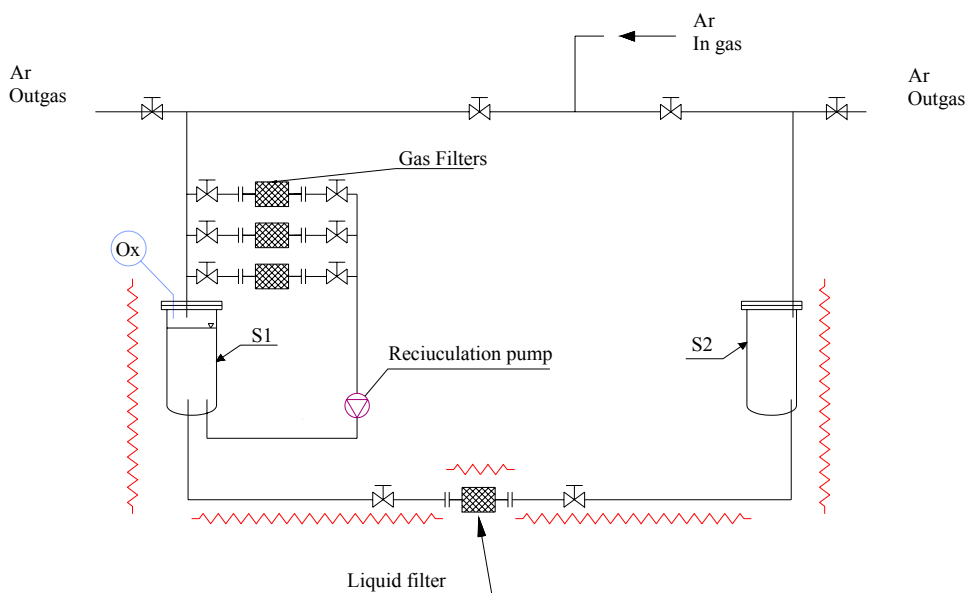 Ar
In gas
Ar
Outgas
Ar
Outgas
Gas Filters
Ox
S1
S2
Reciuculation pump
Liquid filter